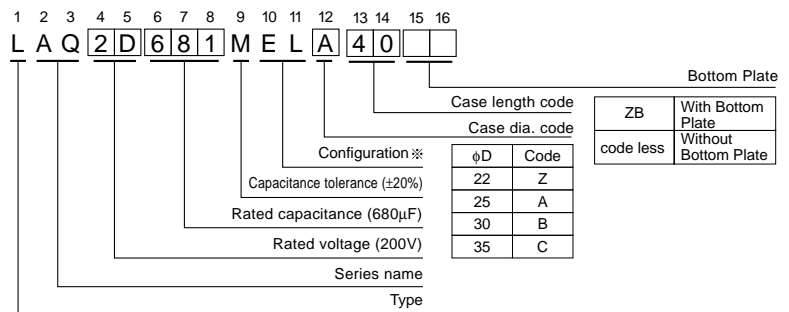 1 2 3 4 5 6 7 8 9 10 11 12 13 14 15 16
L A Q 2 D 6 8 1 M E L A 4 0
Bottom Plate
Case length code
Case dia. code
Configuration※
Capacitance tolerance (±20%)
Rated capacitance (680μF)
Rated voltage (200V)
Series name
Type
ϕD Code
22 Z
25 A
30 B
35 C
ZB With Bottom Plate
code less Without Bottom Plate